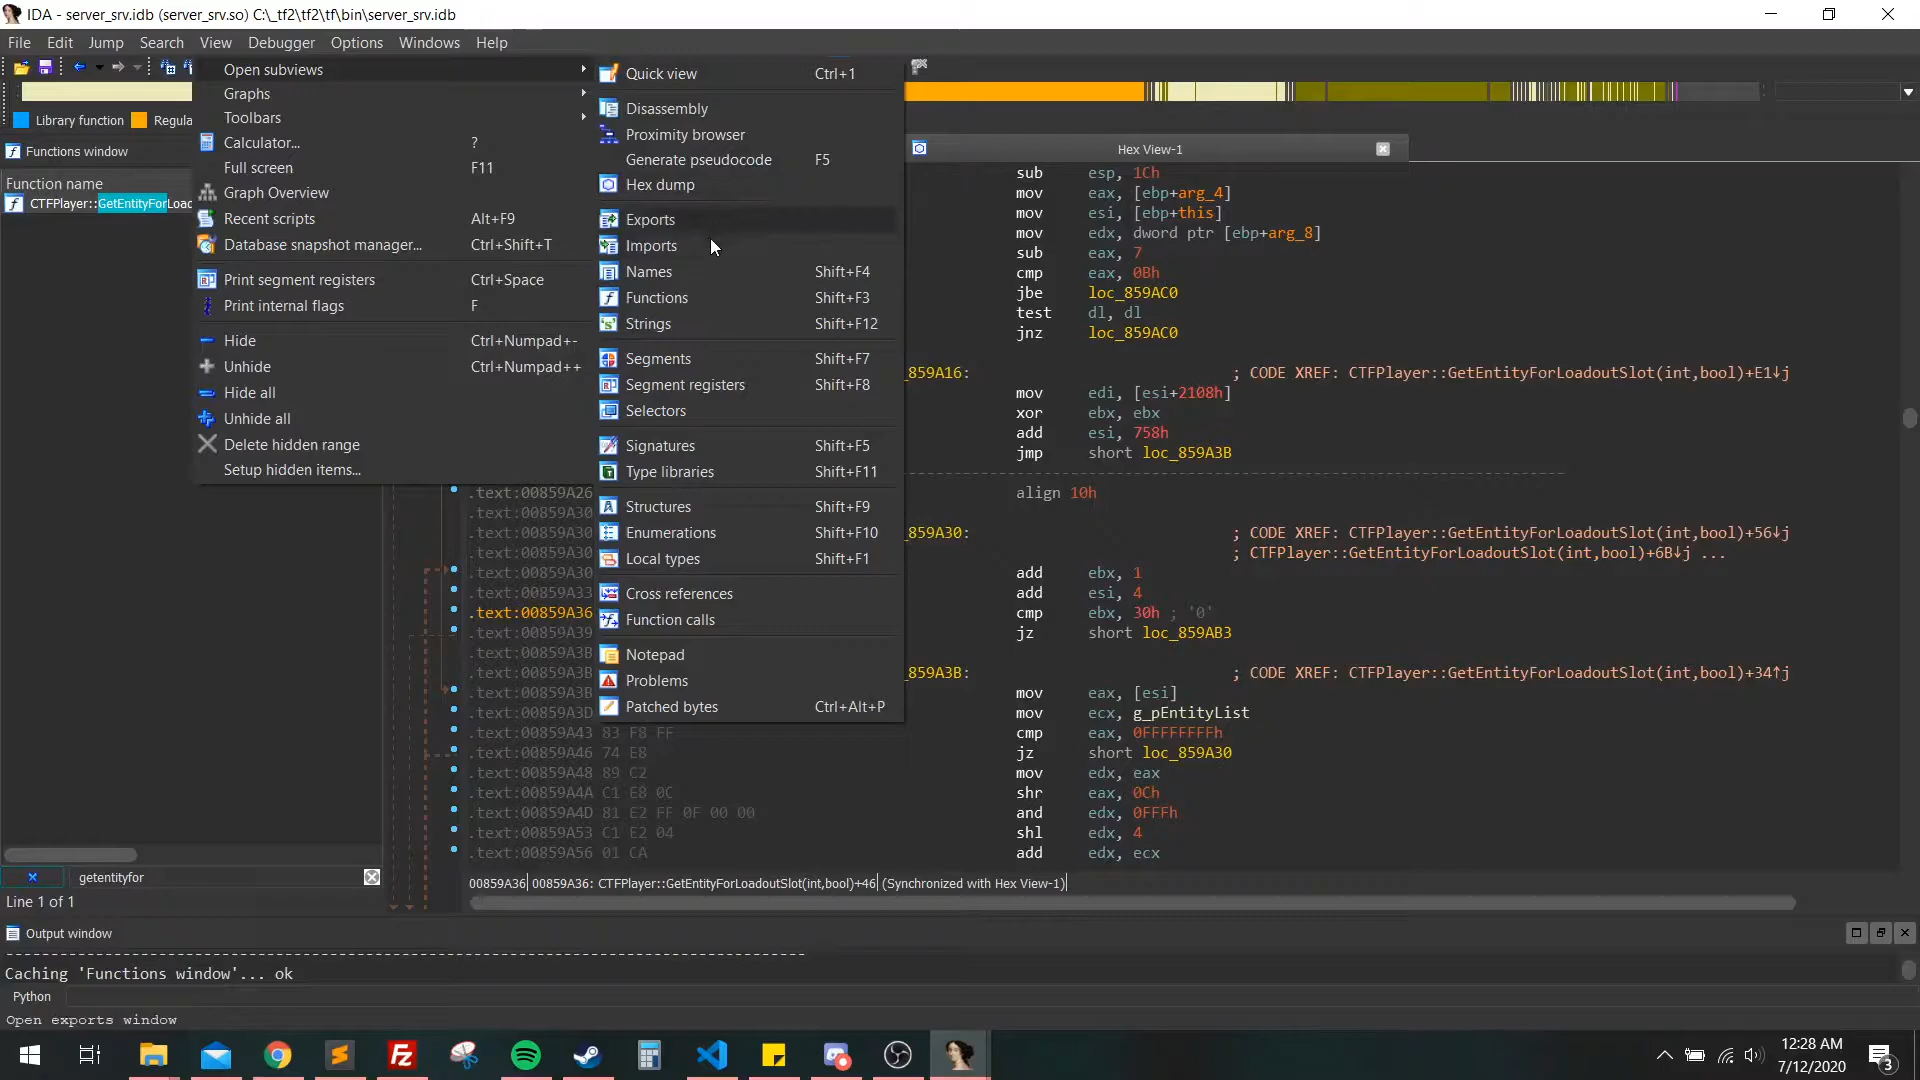 IDA - server_srv.idb (server_srv.so) C:\_tf2\tf2\tf\bin\server_srv.idb
File Edit Jump Search View Debugger Options Windows Help
Library function Regula
Functions window
Function name
CTFPlayer::GetEntityForLoad
Open subviews
Graphs
Toolbars
Calculator... ?
Full screen F11
Graph Overview
Recent scripts Alt+F9
Database snapshot manager... Ctrl+Shift+T
Print segment registers Ctrl+Space
Print internal flags F
Hide Ctrl+Numpad+-
Unhide Ctrl+Numpad++
Hide all
Unhide all
Delete hidden range
Setup hidden items...
Quick view Ctrl+1
Disassembly
Proximity browser
Generate pseudocode F5
Hex dump
Exports
Imports
Names Shift+F4
Functions Shift+F3
Strings Shift+F12
Segments Shift+F7
Segment registers Shift+F8
Selectors
Signatures Shift+F5
Type libraries Shift+F11
Structures Shift+F9
Enumerations Shift+F10
Local types Shift+F1
Cross references
Function calls
Notepad
Problems
Patched bytes Ctrl+Alt+P
Hex View-1
sub esp, 1Ch
mov eax, [ebp+arg_4]
mov esi, [ebp+this]
mov edx, dword ptr [ebp+arg_8]
sub eax, 7
cmp eax, 0Bh
jbe loc_859AC0
test dl, dl
jnz loc_859AC0
_859A16: ; CODE XREF: CTFPlayer::GetEntityForLoadoutSlot(int,bool)+E1↓j
mov edi, [esi+2108h]
xor ebx, ebx
add esi, 758h
jmp short loc_859A3B
.text:00859A26 align 10h
.text:00859A30
.text:00859A30 _859A30: ; CODE XREF: CTFPlayer::GetEntityForLoadoutSlot(int,bool)+56↓j
.text:00859A30 ; CTFPlayer::GetEntityForLoadoutSlot(int,bool)+6B↓j ...
.text:00859A30 add ebx, 1
.text:00859A33 add esi, 4
.text:00859A36 cmp ebx, 30h ; '0'
.text:00859A39 jz short loc_859AB3
.text:00859A3B
.text:00859A3B _859A3B: ; CODE XREF: CTFPlayer::GetEntityForLoadoutSlot(int,bool)+34↑j
.text:00859A3B mov eax, [esi]
.text:00859A3D mov ecx, g_pEntityList
.text:00859A43 83 F8 FF cmp eax, 0FFFFFFFFh
.text:00859A46 74 E8 jz short loc_859A30
.text:00859A48 89 C2 mov edx, eax
.text:00859A4A C1 E8 0C shr eax, 0Ch
.text:00859A4D 81 E2 FF 0F 00 00 and edx, 0FFFh
.text:00859A53 C1 E2 04 shl edx, 4
.text:00859A56 01 CA add edx, ecx
getentityfor
Line 1 of 1
00859A36 00859A36: CTFPlayer::GetEntityForLoadoutSlot(int,bool)+46 (Synchronized with Hex View-1)
Output window
Caching 'Functions window'... ok
Python
Open exports window
12:28 AM
7/12/2020
3